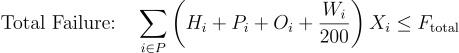 Total Failure: $\sum_{i \in P} \left( H_i + P_i + O_i + \frac{W_i}{200} \right) X_i \leq F_{\text{total}}$